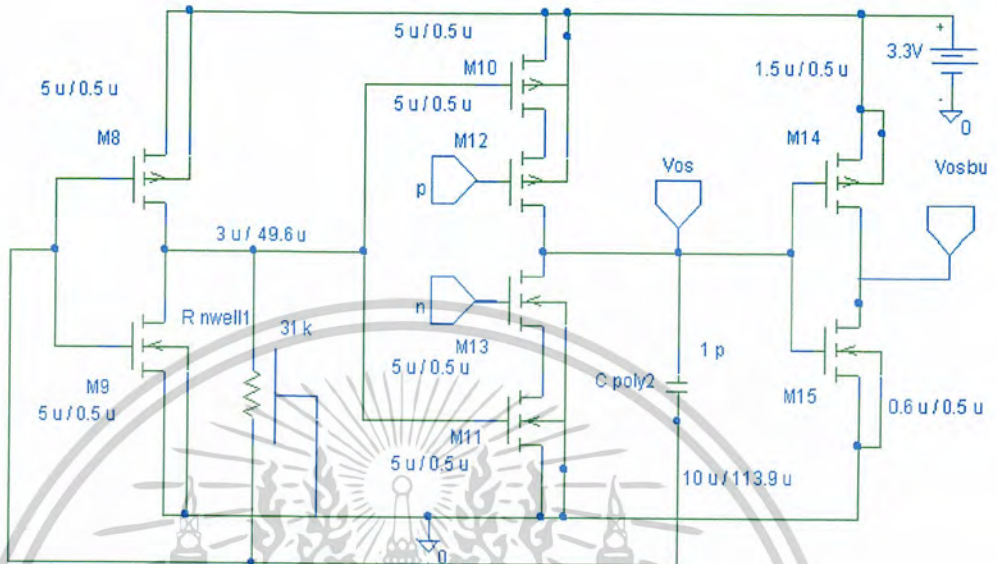 5 u / 0.5 u
5 u / 0.5 u
M8
M10
5 u / 0.5 u
M12
p
Vos
1.5 u / 0.5 u
3.3V
+
-
0
M14
Vosbu
3 u / 49.6 u
R nwell1
31 k
n
M13
5 u / 0.5 u
1 p
C poly2
M9
5 u / 0.5 u
M11
5 u / 0.5 u
M15
0.6 u / 0.5 u
10 u / 113.9 u
0